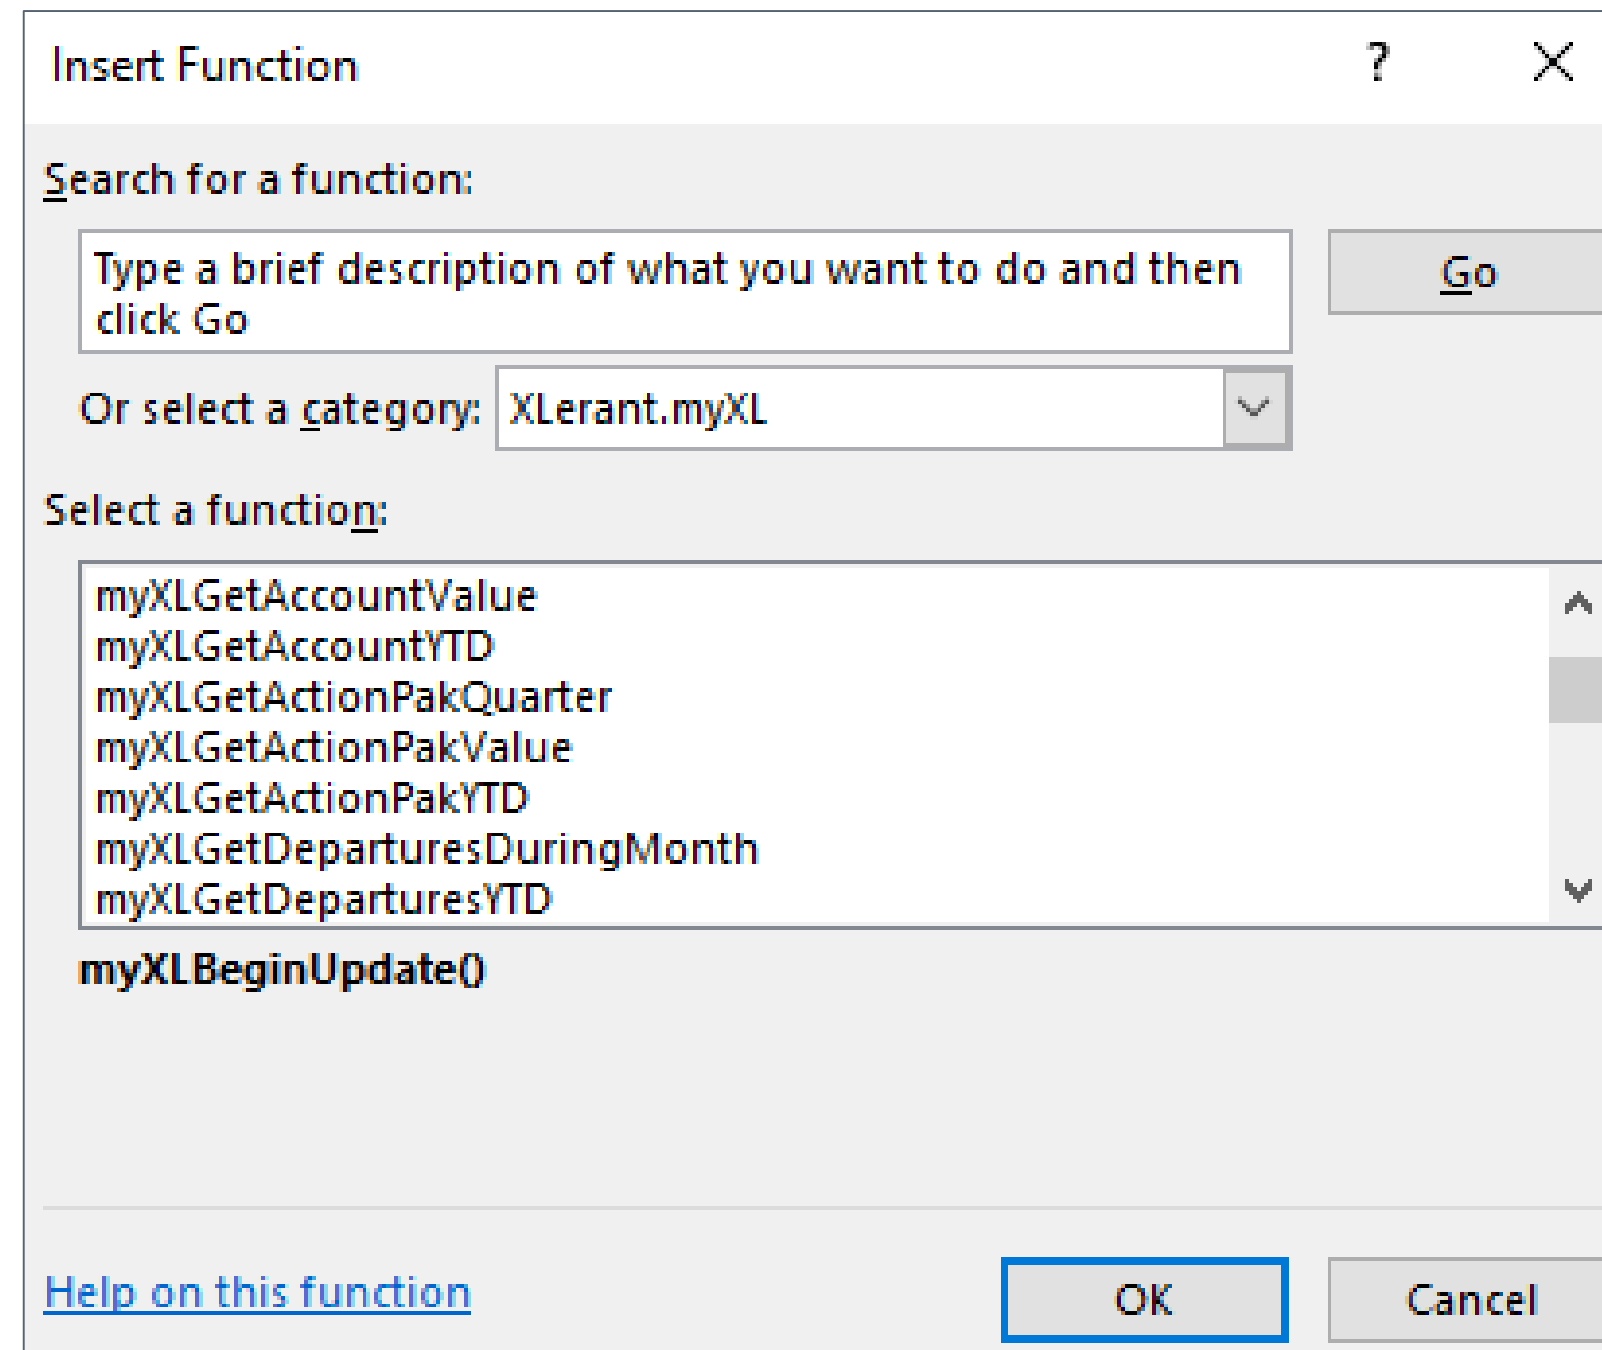 Insert Function
Search for a function:
Type a brief description of what you want to do and then
click Go
Go
Or select a category: XLerant.myXL
Select a function:
myXLGetAccountValue
myXLGetAccountYTD
myXLGetActionPakQuarter
myXLGetActionPakValue
myXLGetActionPakYTD
myXLGetDeparturesDuringMonth
myXLGetDeparturesYTD
myXLBeginUpdate()
Help on this function
OK
Cancel